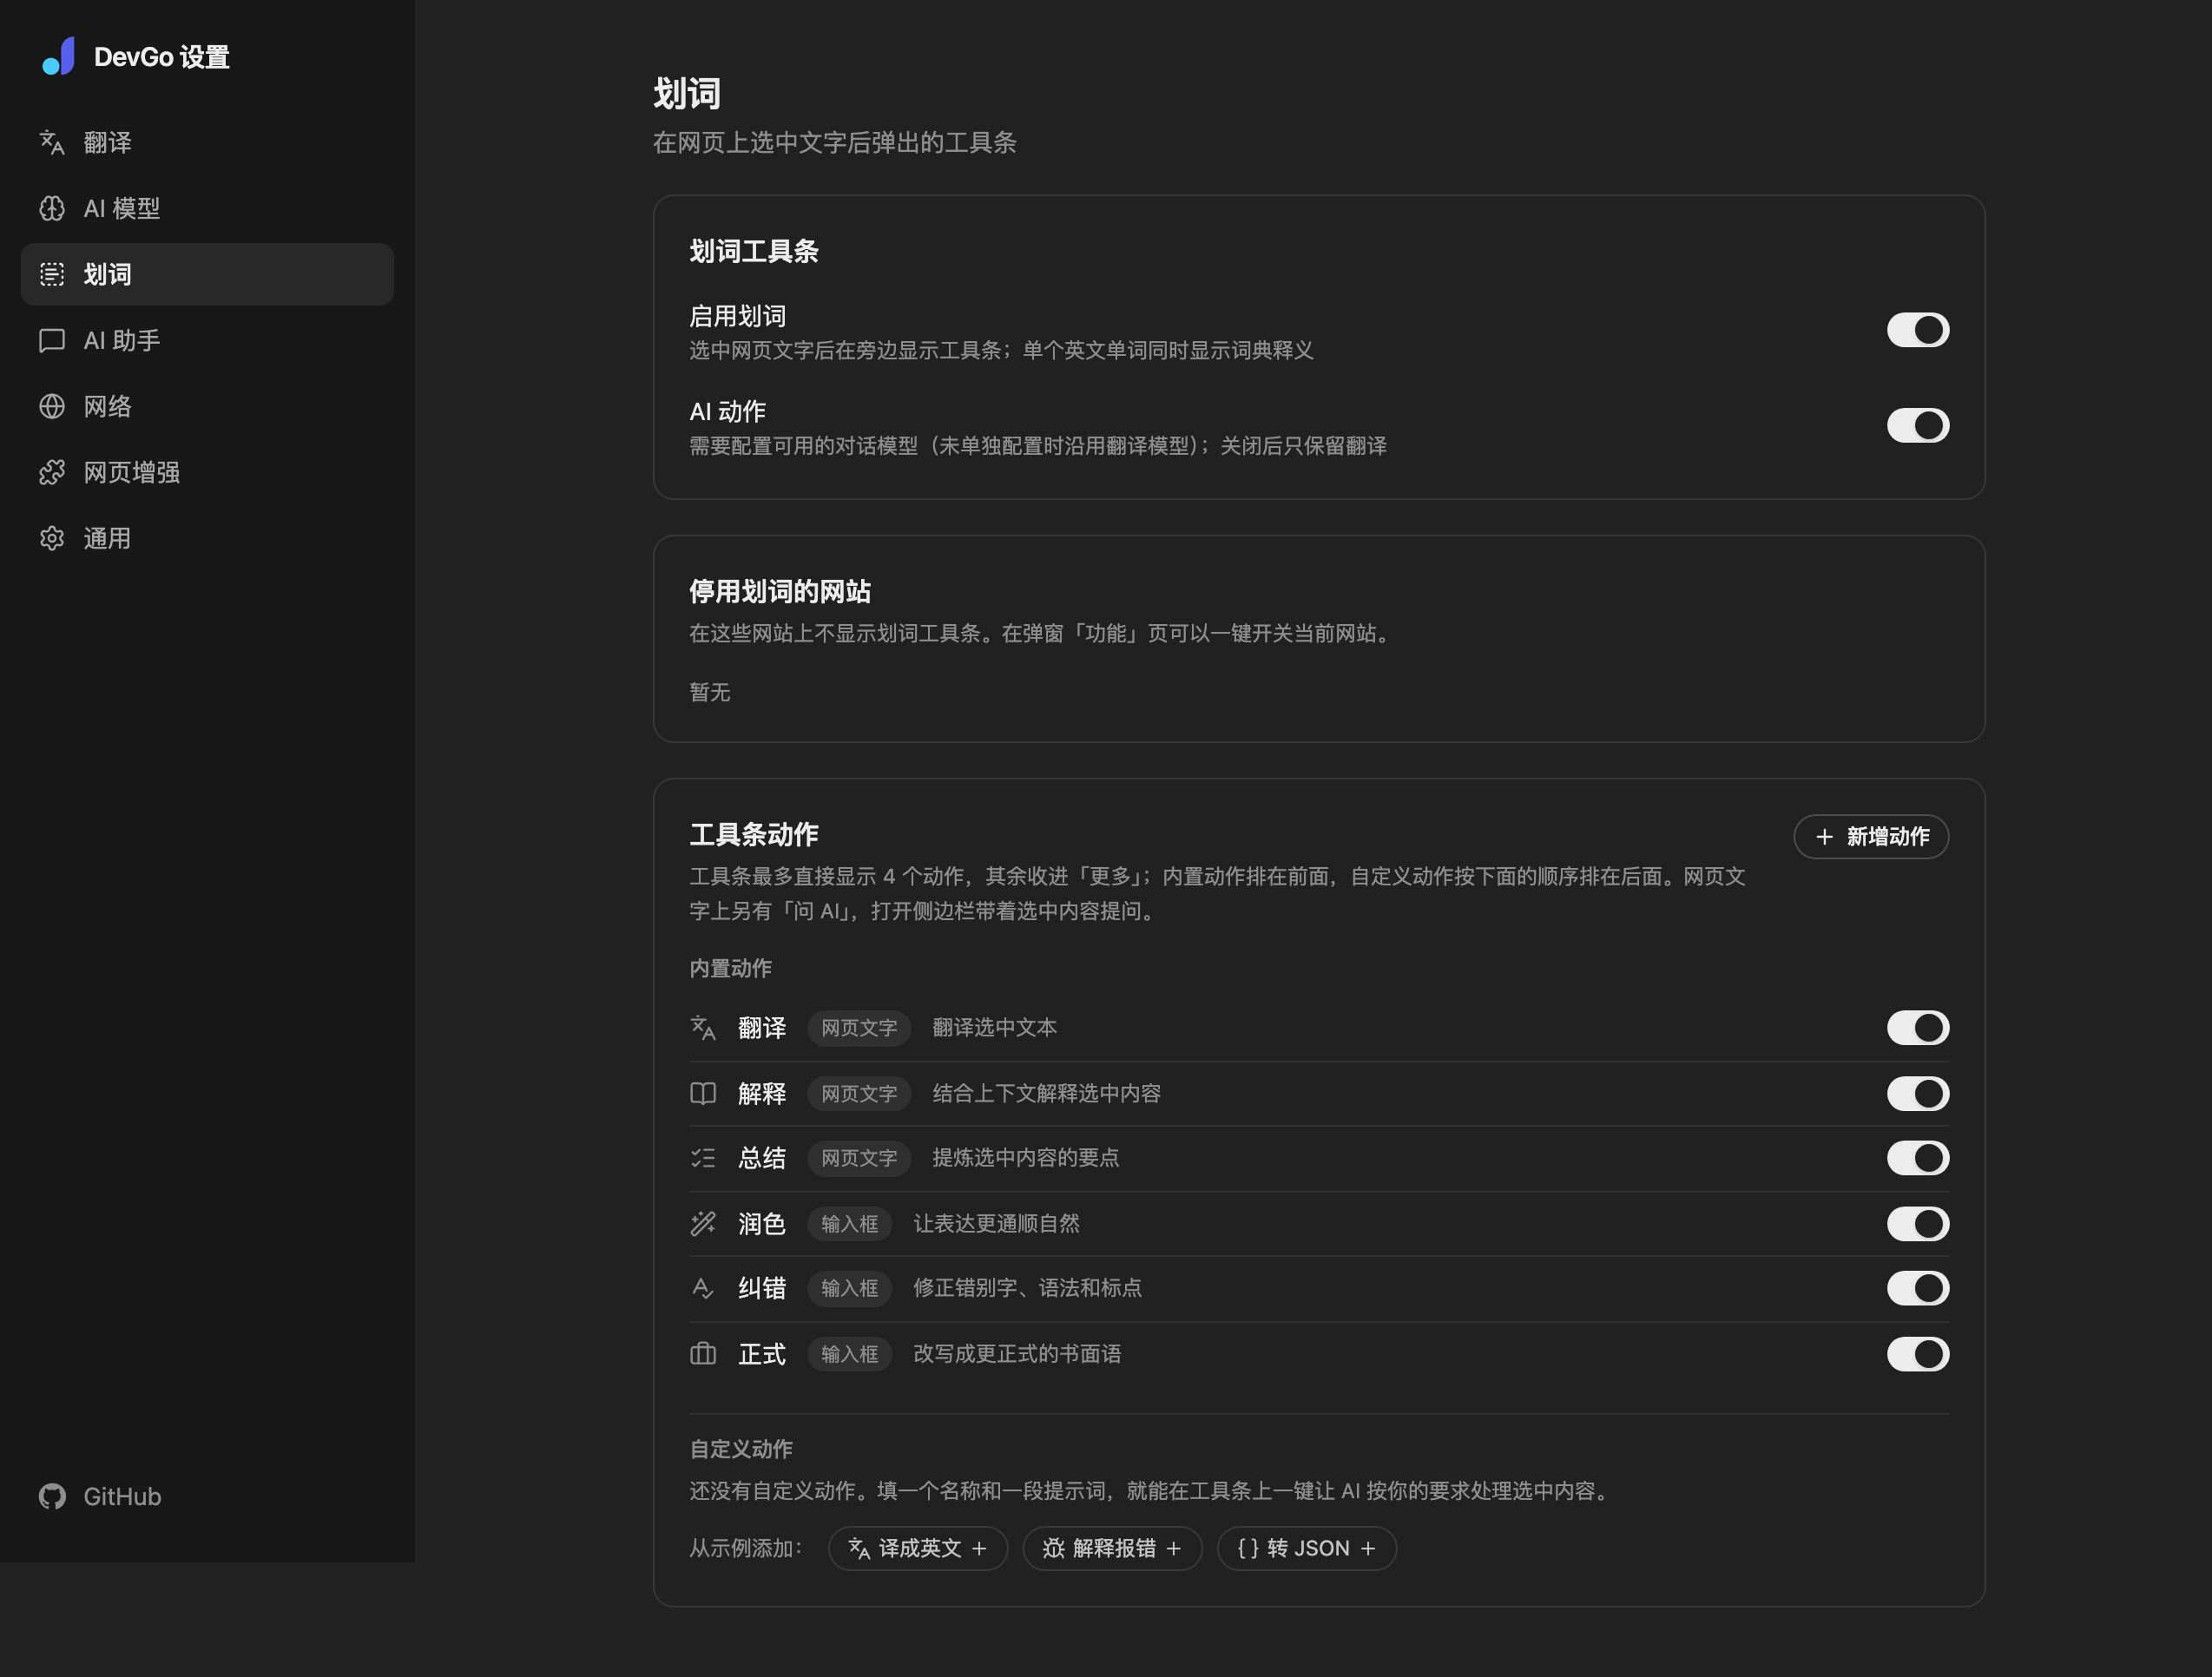 DevGo 设置
翻译
AI 模型
划词
AI 助手
网络
网页增强
通用
GitHub
划词
在网页上选中文字后弹出的工具条
划词工具条
启用划词
选中网页文字后在旁边显示工具条；单个英文单词同时显示词典释义
AI 动作
需要配置可用的对话模型（未单独配置时沿用翻译模型）；关闭后只保留翻译
停用划词的网站
在这些网站上不显示划词工具条。在弹窗「功能」页可以一键开关当前网站。
暂无
工具条动作
新增动作
工具条最多直接显示 4 个动作，其余收进「更多」；内置动作排在前面，自定义动作按下面的顺序排在后面。网页文
字上另有「问 AI」，打开侧边栏带着选中内容提问。
内置动作
翻译 网页文字 翻译选中文本
解释 网页文字 结合上下文解释选中内容
总结 网页文字 提炼选中内容的要点
润色 输入框 让表达更通顺自然
纠错 输入框 修正错别字、语法和标点
正式 输入框 改写成更正式的书面语
自定义动作
还没有自定义动作。填一个名称和一段提示词，就能在工具条上一键让 AI 按你的要求处理选中内容。
从示例添加： 译成英文 + 解释报错 + {} 转 JSON +